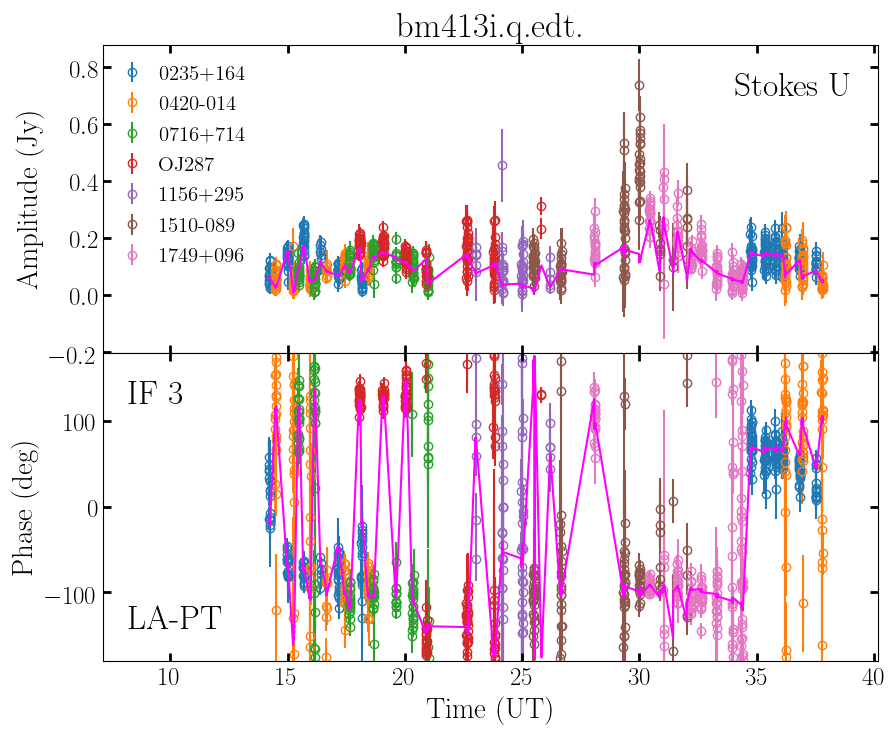 bm413i.q.edt.
Stokes U
0235+164
0420-014
0716+714
OJ287
1156+295
1510-089
1749+096
Amplitude (Jy)
0.8
0.6
0.4
0.2
0.0
−0.2
IF 3
LA-PT
Phase (deg)
100
0
−100
10 15 20 25 30 35 40
Time (UT)